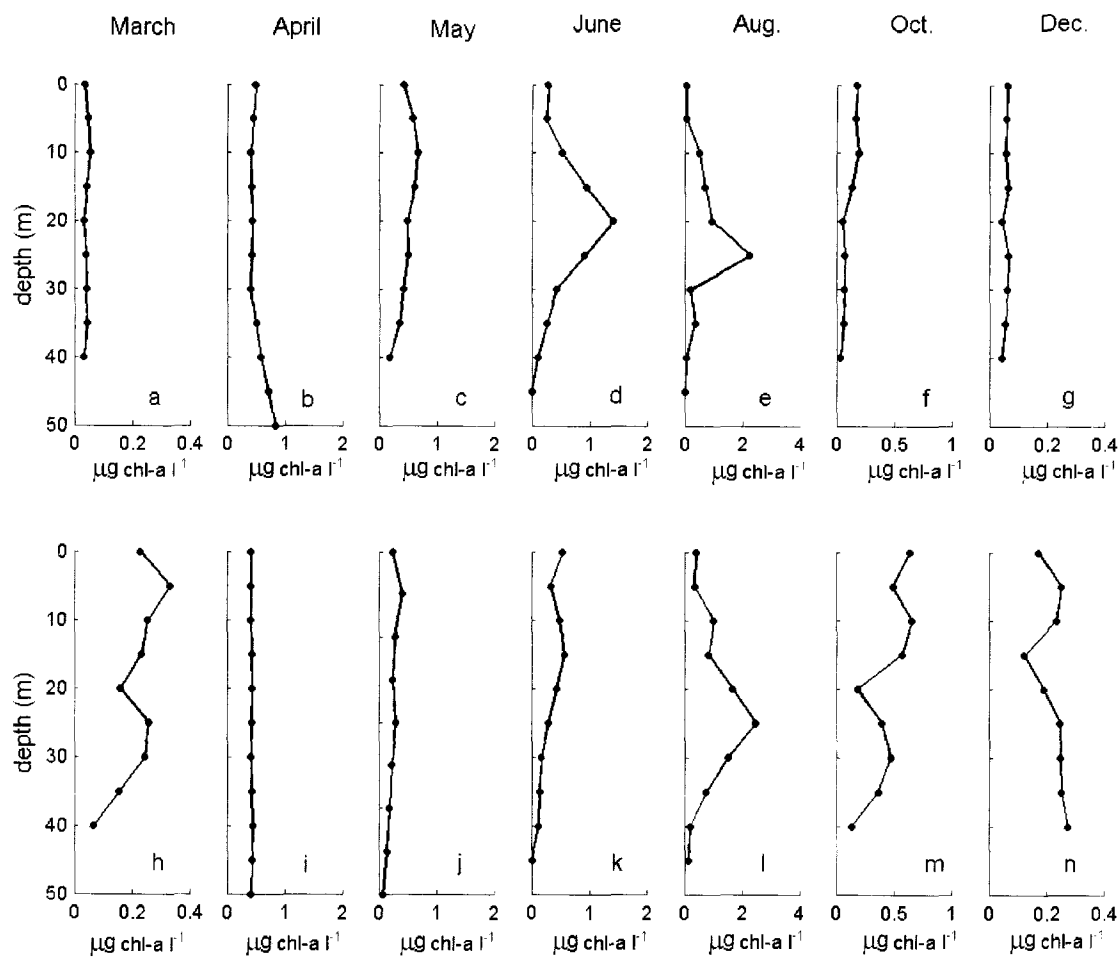 March April May June Aug. Oct. Dec.
0
10
20
30
40
50
depth (m)
a b c d e f g
0 0.2 0.4 0 1 2 0 1 2 0 1 2 0 2 4 0 0.5 1 0 0.2 0.4
μg chl-a l⁻¹ μg chl-a l⁻¹ μg chl-a l⁻¹ μg chl-a l⁻¹ μg chl-a l⁻¹ μg chl-a l⁻¹ μg chl-a l⁻¹
0
10
20
30
40
50
depth (m)
h i j k l m n
0 0.2 0.4 0 1 2 0 1 2 0 1 2 0 2 4 0 0.5 1 0 0.2 0.4
μg chl-a l⁻¹ μg chl-a l⁻¹ μg chl-a l⁻¹ μg chl-a l⁻¹ μg chl-a l⁻¹ μg chl-a l⁻¹ μg chl-a l⁻¹